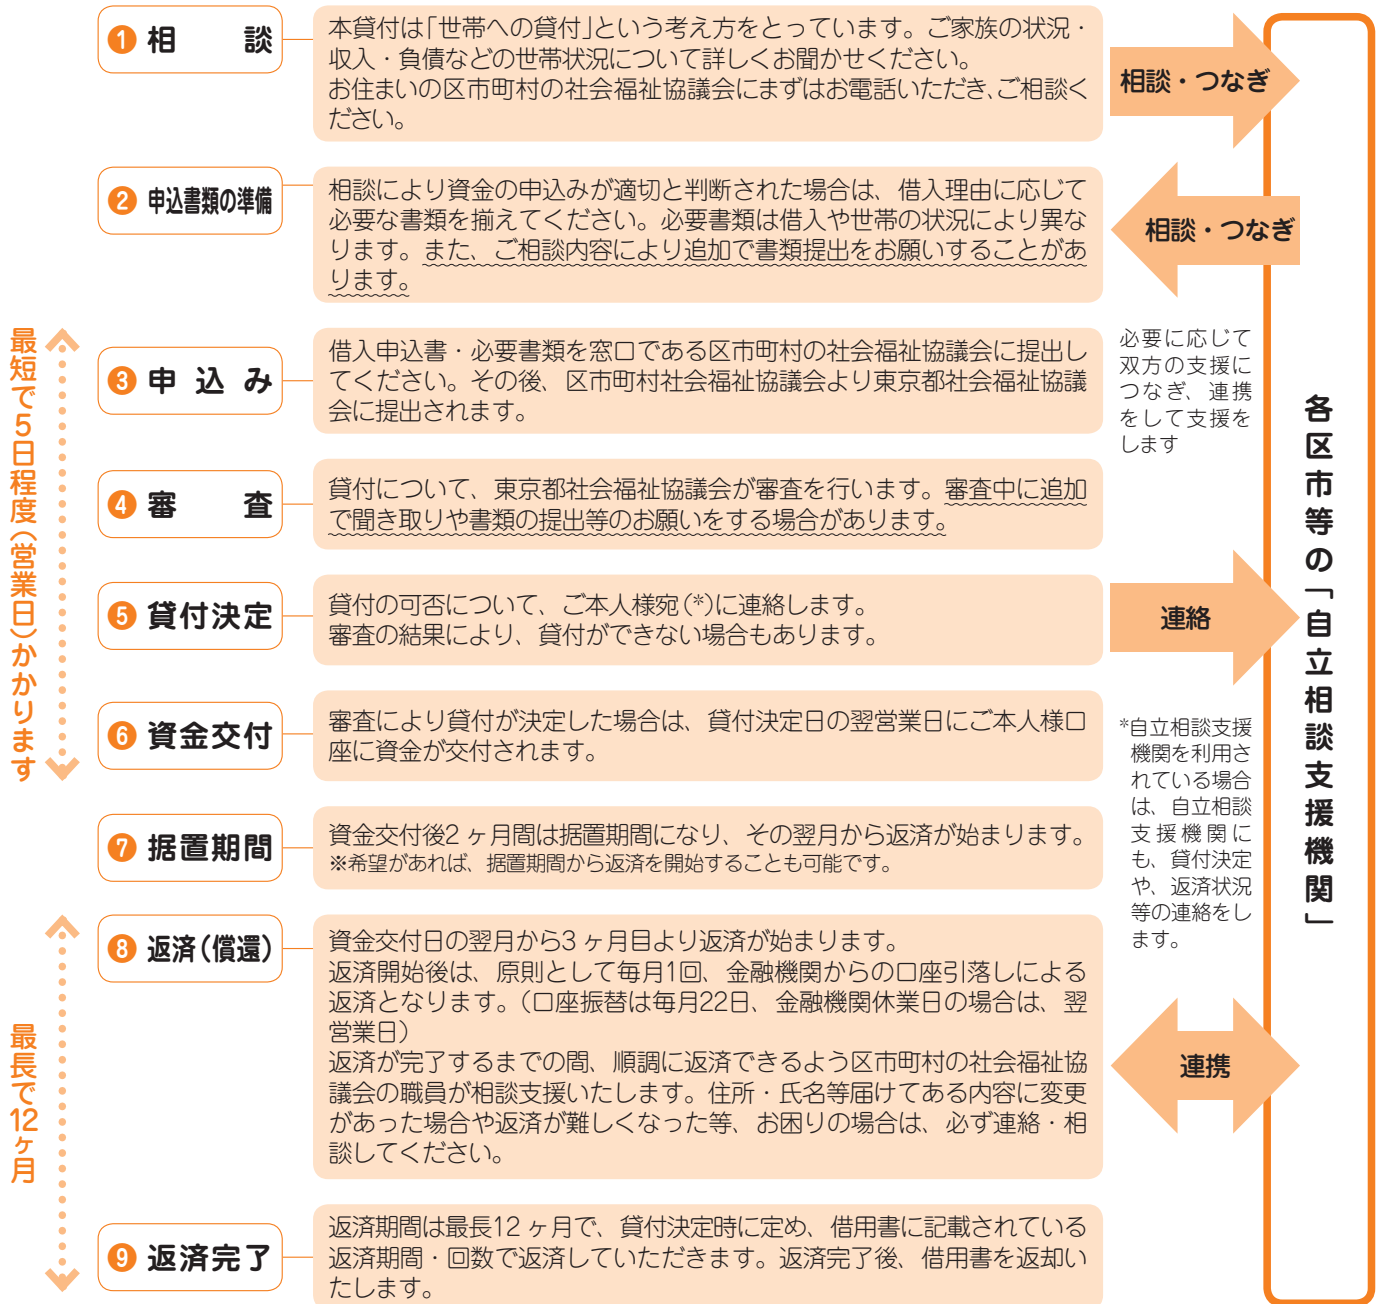 ❶ 相談
本貸付は「世帯への貸付」という考え方をとっています。ご家族の状況・
収入・負債などの世帯状況について詳しくお聞かせください。
お住まいの区市町村の社会福祉協議会にまずはお電話いただき、ご相談く
ださい。
相談・つなぎ
❷ 申込書類の準備
相談により資金の申込みが適切と判断された場合は、借入理由に応じて
必要な書類を揃えてください。必要書類は借入や世帯の状況により異な
ります。また、ご相談内容により追加で書類提出をお願いすることがあ
ります。
相談・つなぎ
必要に応じて
双方の支援に
つなぎ、連携
をして支援を
します
最短で5日程度(営業日)かかります
❸ 申込み
借入申込書・必要書類を窓口である区市町村の社会福祉協議会に提出し
てください。その後、区市町村社会福祉協議会より東京都社会福祉協議
会に提出されます。
❹ 審査
貸付について、東京都社会福祉協議会が審査を行います。審査中に追加
で聞き取りや書類の提出等のお願いをする場合があります。
❺ 貸付決定
貸付の可否について、ご本人様宛(*)に連絡します。
審査の結果により、貸付ができない場合もあります。
連絡
❻ 資金交付
審査により貸付が決定した場合は、貸付決定日の翌営業日にご本人様口
座に資金が交付されます。
*自立相談支援
機関を利用さ
れている場合
は、自立相談
支援機関に
も、貸付決定
や、返済状況
等の連絡をし
ます。
❼ 据置期間
資金交付後2ヶ月間は据置期間になり、その翌月から返済が始まります。
※希望があれば、据置期間から返済を開始することも可能です。
最長で12ヶ月
❽ 返済(償還)
資金交付日の翌月から3ヶ月目より返済が始まります。
返済開始後は、原則として毎月1回、金融機関からの口座引落しによる
返済となります。(口座振替は毎月22日、金融機関休業日の場合は、翌
営業日)
返済が完了するまでの間、順調に返済できるよう区市町村の社会福祉協
議会の職員が相談支援いたします。住所・氏名等届けてある内容に変更
があった場合や返済が難しくなった等、お困りの場合は、必ず連絡・相
談してください。
連携
❾ 返済完了
返済期間は最長12ヶ月で、貸付決定時に定め、借用書に記載されている
返済期間・回数で返済していただきます。返済完了後、借用書を返却い
たします。
各区市等の「自立相談支援機関」